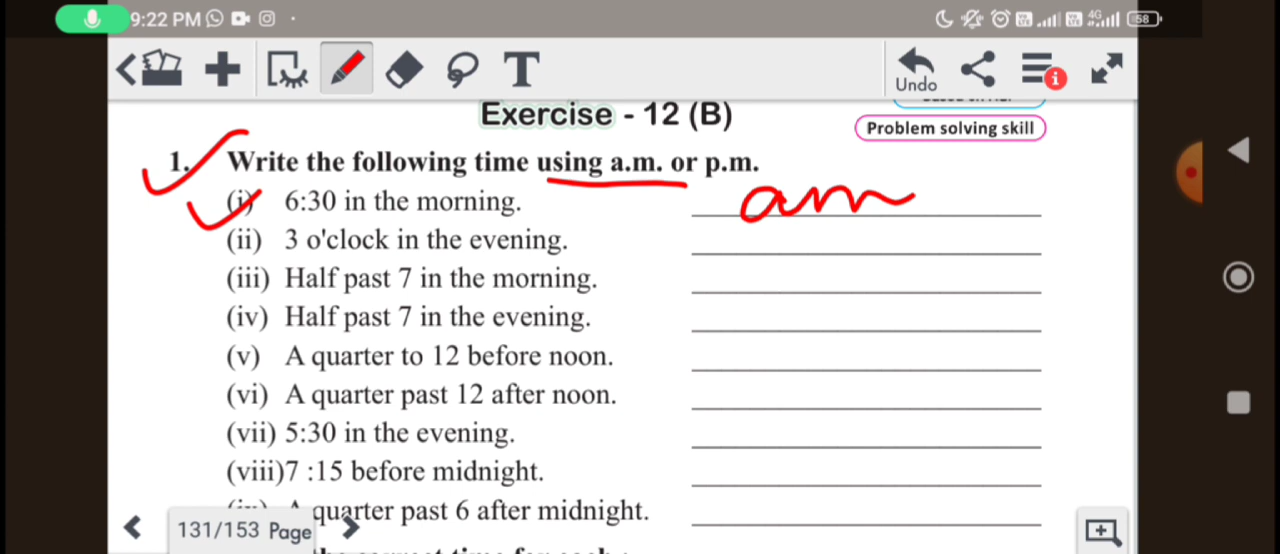 9:22 PM
4G 58
T
Undo
i
Exercise - 12 (B)
Problem solving skill
1. Write the following time using a.m. or p.m.
(i) 6:30 in the morning. am
(ii) 3 o'clock in the evening.
(iii) Half past 7 in the morning.
(iv) Half past 7 in the evening.
(v) A quarter to 12 before noon.
(vi) A quarter past 12 after noon.
(vii) 5:30 in the evening.
(viii)7 :15 before midnight.
quarter past 6 after midnight.
131/153 Page